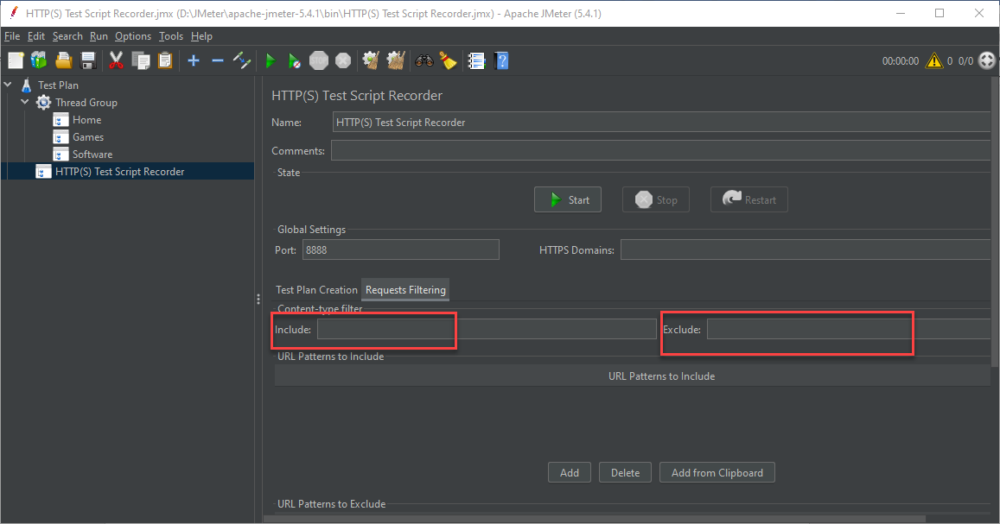 HTTP(S) Test Script Recorder.jmx (D:\JMeter\apache-jmeter-5.4.1\bin\HTTP(S) Test Script Recorder.jmx) - Apache JMeter (5.4.1)
File Edit Search Run Options Tools Help
STOP ? 00:00:00 0 0/0
Test Plan
Thread Group
Home
Games
Software
HTTP(S) Test Script Recorder
HTTP(S) Test Script Recorder
Name: HTTP(S) Test Script Recorder
Comments:
State
Start Stop Restart
Global Settings
Port: 8888 HTTPS Domains:
Test Plan Creation Requests Filtering
Content-type filter
Include: Exclude:
URL Patterns to Include
URL Patterns to Include
Add Delete Add from Clipboard
URL Patterns to Exclude